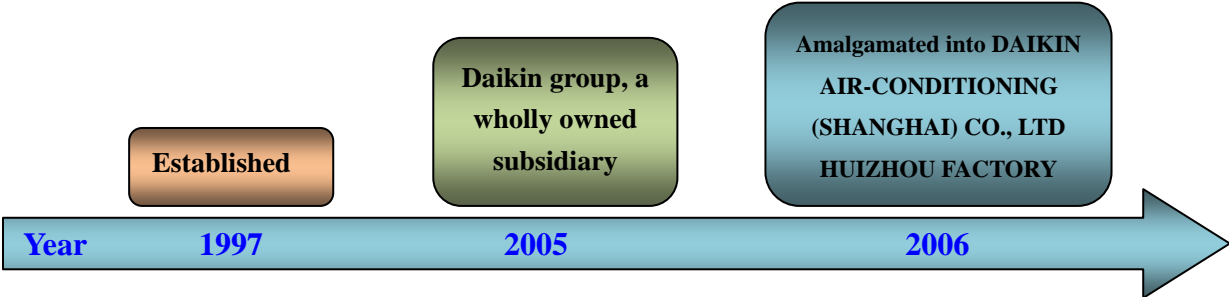 Established
Daikin group, a
wholly owned
subsidiary
Amalgamated into DAIKIN
AIR-CONDITIONING
(SHANGHAI) CO., LTD
HUIZHOU FACTORY
Year 1997 2005 2006